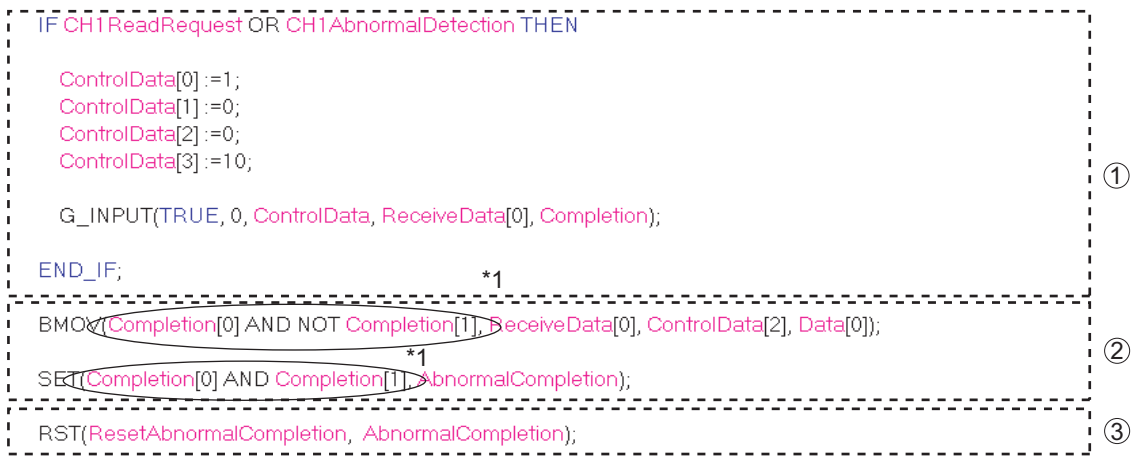 IF CH1ReadRequest OR CH1AbnormalDetection THEN
ControlData[0] :=1;
ControlData[1] :=0;
ControlData[2] :=0;
ControlData[3] :=10;
①
G_INPUT(TRUE, 0, ControlData, ReceiveData[0], Completion);
END_IF;
*1
BMOV(Completion[0] AND NOT Completion[1], ReceiveData[0], ControlData[2], Data[0]);
②
*1
SET(Completion[0] AND Completion[1], AbnormalCompletion);
RST(ResetAbnormalCompletion, AbnormalCompletion);
③